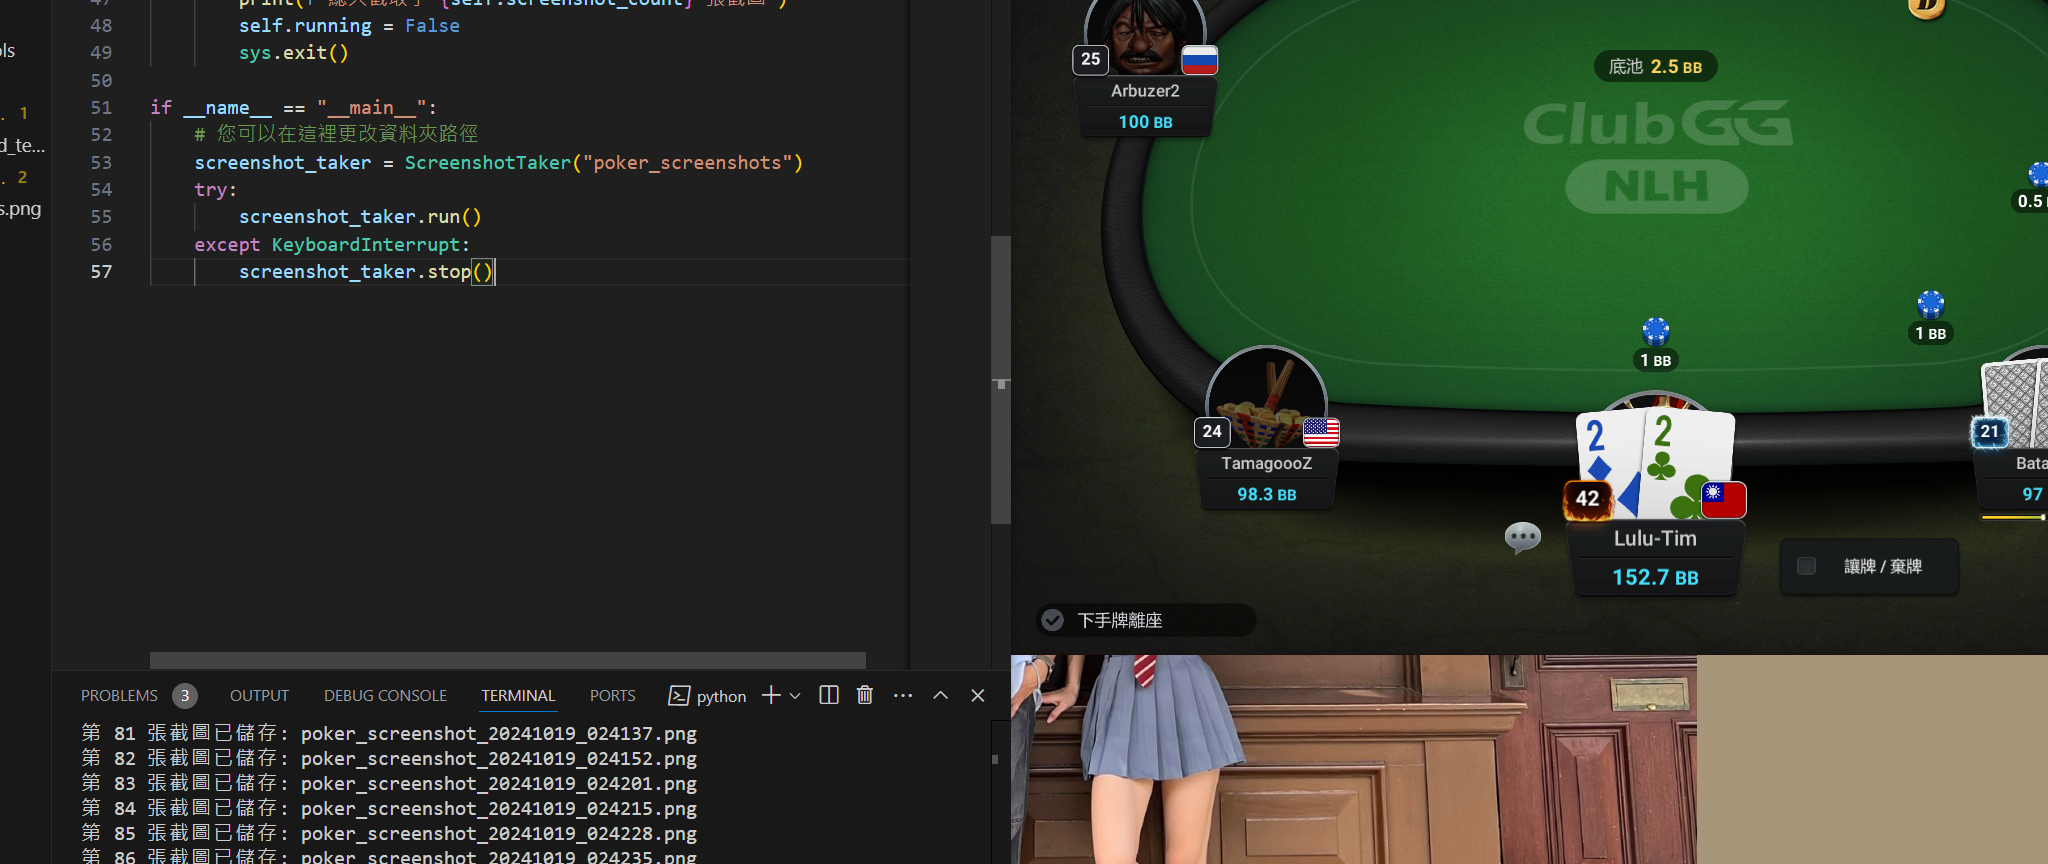 ols
. 1
d_te...
. 2
s.png
47 print(f"總共截取了 {self.screenshot_count} 張截圖")
48 self.running = False
49 sys.exit()
50
51 if __name__ == "__main__":
52 # 您可以在這裡更改資料夾路徑
53 screenshot_taker = ScreenshotTaker("poker_screenshots")
54 try:
55 screenshot_taker.run()
56 except KeyboardInterrupt:
57 screenshot_taker.stop()
PROBLEMS 3 OUTPUT DEBUG CONSOLE TERMINAL PORTS python
第 81 張截圖已儲存: poker_screenshot_20241019_024137.png
第 82 張截圖已儲存: poker_screenshot_20241019_024152.png
第 83 張截圖已儲存: poker_screenshot_20241019_024201.png
第 84 張截圖已儲存: poker_screenshot_20241019_024215.png
第 85 張截圖已儲存: poker_screenshot_20241019_024228.png
第 86 張截圖已儲存: poker_screenshot_20241019_024235.png
D
25
Arbuzer2
100 BB
底池 2.5 BB
ClubGG
NLH
0.5
1 BB
1 BB
24
TamagoooZ
98.3 BB
2 2
42
Lulu-Tim
152.7 BB
21
Bata
97
讓牌 / 棄牌
下手牌離座